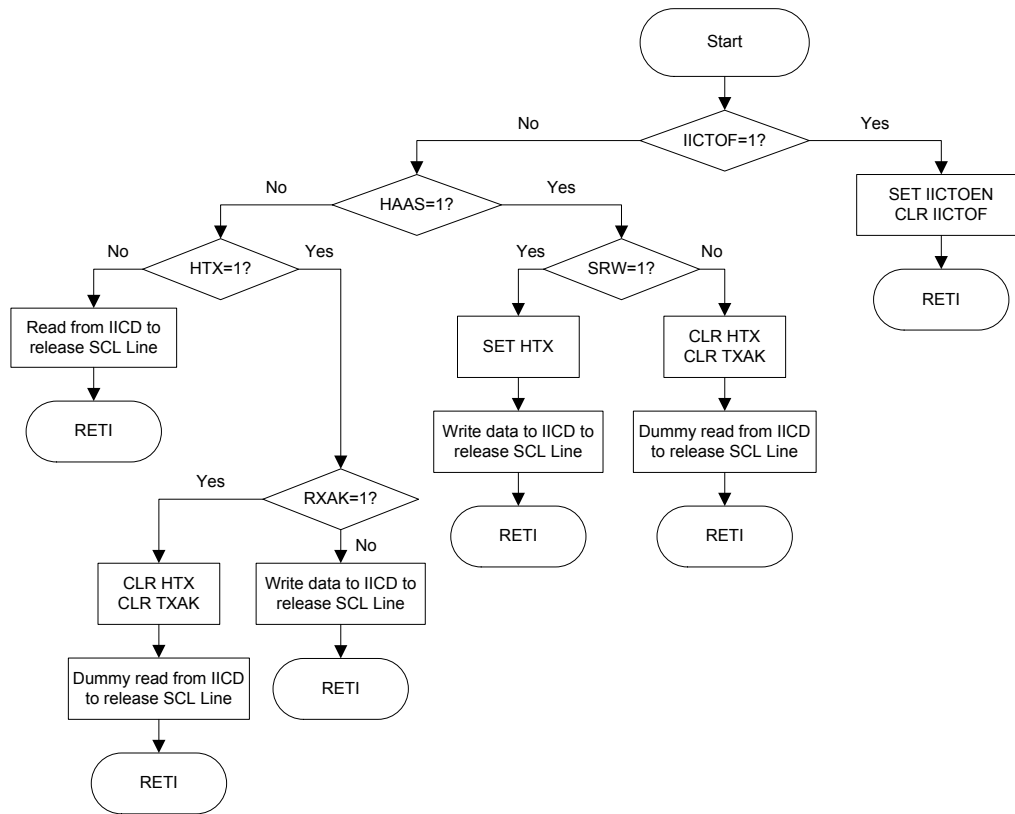 Start
No
IICTOF=1?
Yes
No
HAAS=1?
Yes
SET IICTOEN
CLR IICTOF
No
HTX=1?
Yes
Yes
SRW=1?
No
RETI
Read from IICD to
release SCL Line
SET HTX
CLR HTX
CLR TXAK
RETI
Write data to IICD to
release SCL Line
Dummy read from IICD
to release SCL Line
Yes
RXAK=1?
RETI
RETI
No
CLR HTX
CLR TXAK
Write data to IICD to
release SCL Line
Dummy read from IICD
to release SCL Line
RETI
RETI